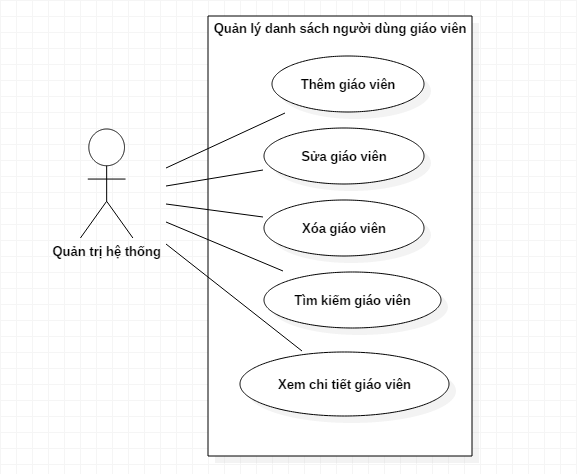 Quản lý danh sách người dùng giáo viên
Thêm giáo viên
Sửa giáo viên
Xóa giáo viên
Quản trị hệ thống
Tìm kiếm giáo viên
Xem chi tiết giáo viên